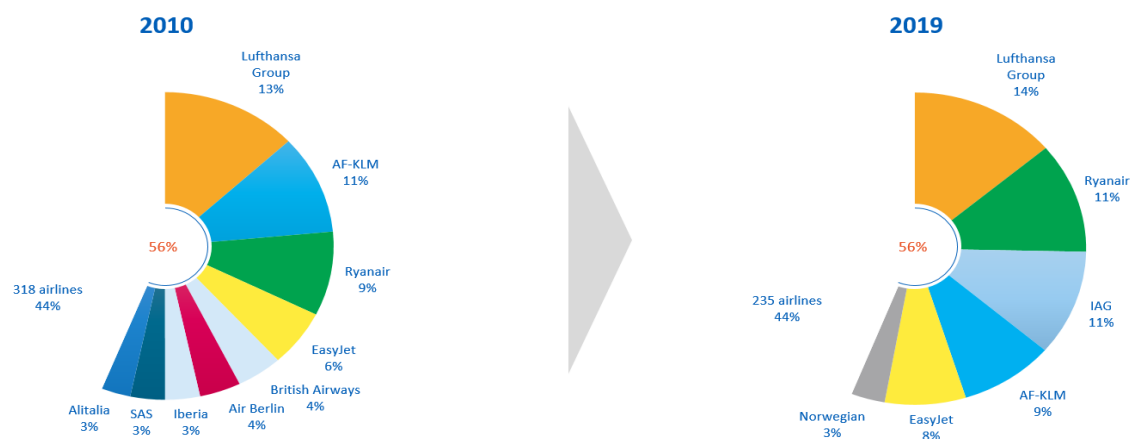 2010
Lufthansa
Group
13%
AF-KLM
11%
Ryanair
9%
EasyJet
6%
British Airways
4%
Air Berlin
4%
Iberia
3%
SAS
3%
Alitalia
3%
318 airlines
44%
56%
2019
Lufthansa
Group
14%
Ryanair
11%
IAG
11%
AF-KLM
9%
EasyJet
8%
Norwegian
3%
235 airlines
44%
56%